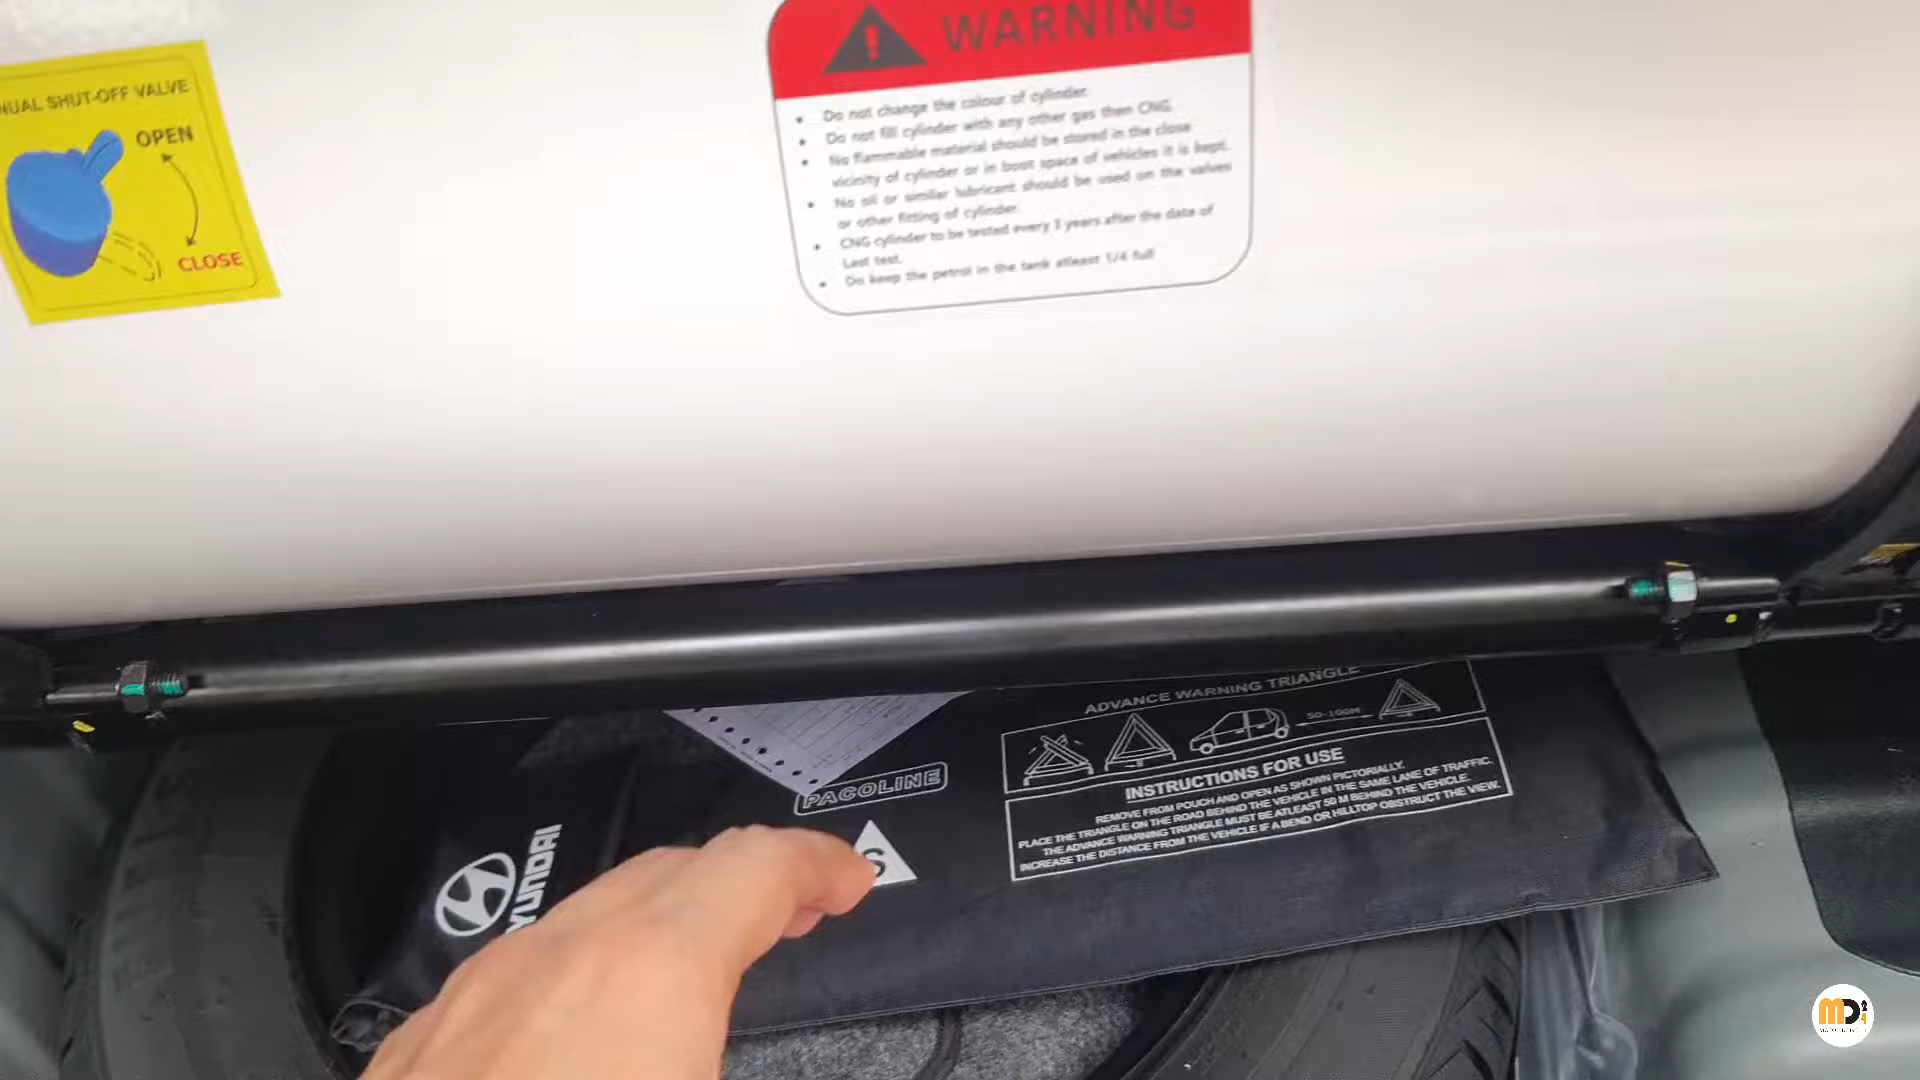 NUAL SHUT-OFF VALVE
OPEN
CLOSE
WARNING
Do not change the colour of cylinder.
Do not fill cylinder with any other gas then CNG.
No flammable material should be stored in the close
vicinity of cylinder or in boot space of vehicles it is kept.
No oil or similar lubricant should be used on the valves
or other fitting of cylinder.
CNG cylinder to be tested every 3 years after the date of
Last test.
Do keep the petrol in the tank atleast 1/4 full
ADVANCE WARNING TRIANGLE
50-100M
INSTRUCTIONS FOR USE
REMOVE FROM POUCH AND OPEN AS SHOWN PICTORIALLY.
PLACE THE TRIANGLE ON THE ROAD BEHIND THE VEHICLE IN THE SAME LANE OF TRAFFIC.
THE ADVANCE WARNING TRIANGLE MUST BE ATLEAST 50 M BEHIND THE VEHICLE.
INCREASE THE DISTANCE FROM THE VEHICLE IF A BEND OR HILLTOP OBSTRUCT THE VIEW.
PACOLINE
S
HYUNDAI
MD